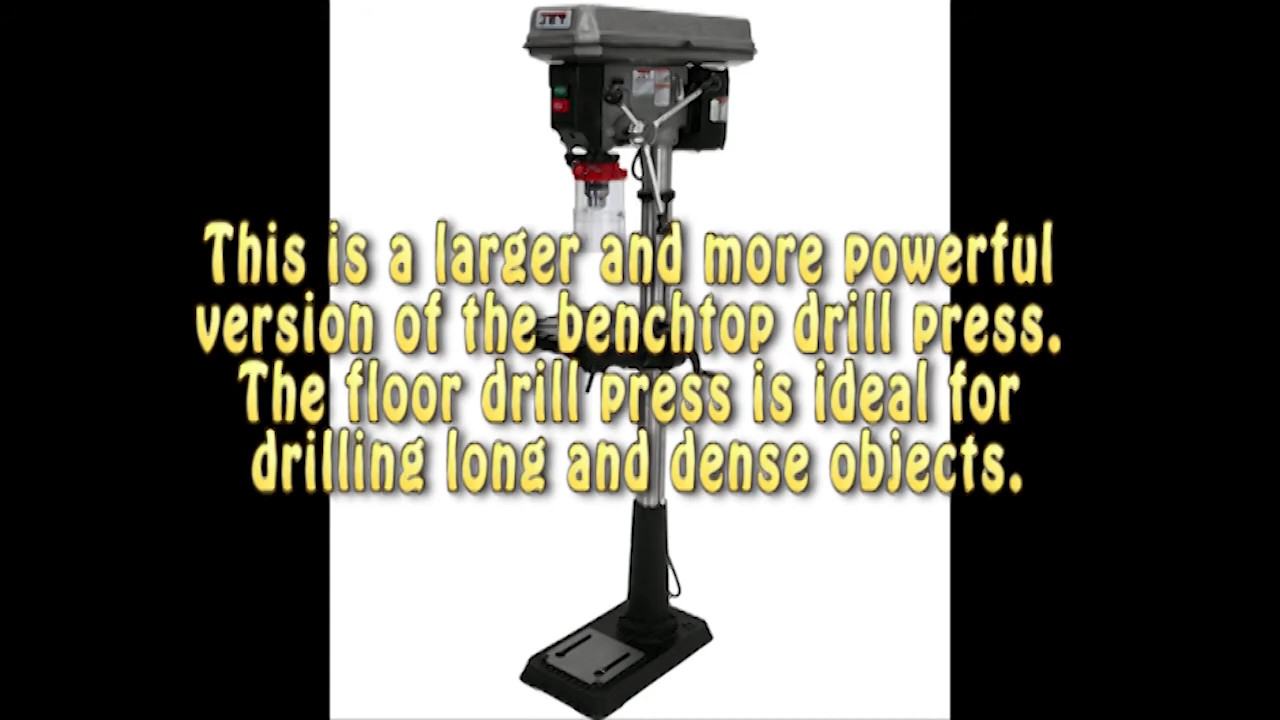 JET
This is a larger and more powerful
version of the benchtop drill press.
The floor drill press is ideal for
drilling long and dense objects.